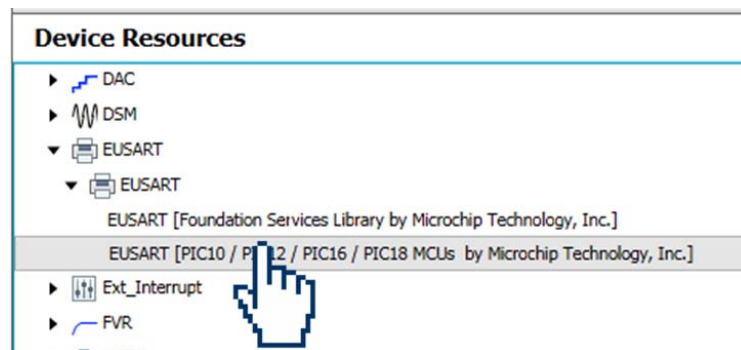 Device Resources
DAC
DSM
EUSART
EUSART
EUSART [Foundation Services Library by Microchip Technology, Inc.]
EUSART [PIC10 / / PIC16 / PIC18 MCUs by Microchip Technology, Inc.]
Ext_Interrupt
FVR